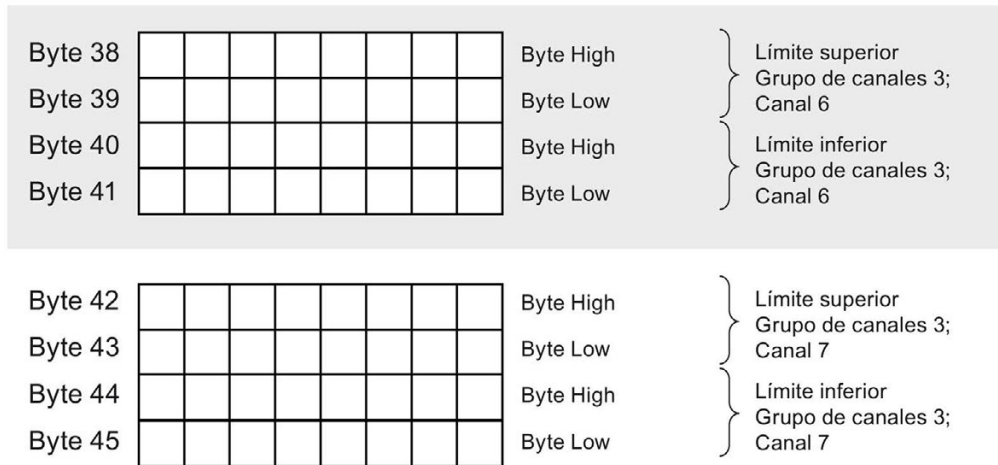 Byte 38
Byte High
Byte 39
Byte Low
Límite superior
Grupo de canales 3;
Canal 6
Byte 40
Byte High
Byte 41
Byte Low
Límite inferior
Grupo de canales 3;
Canal 6
Byte 42
Byte High
Byte 43
Byte Low
Límite superior
Grupo de canales 3;
Canal 7
Byte 44
Byte High
Byte 45
Byte Low
Límite inferior
Grupo de canales 3;
Canal 7